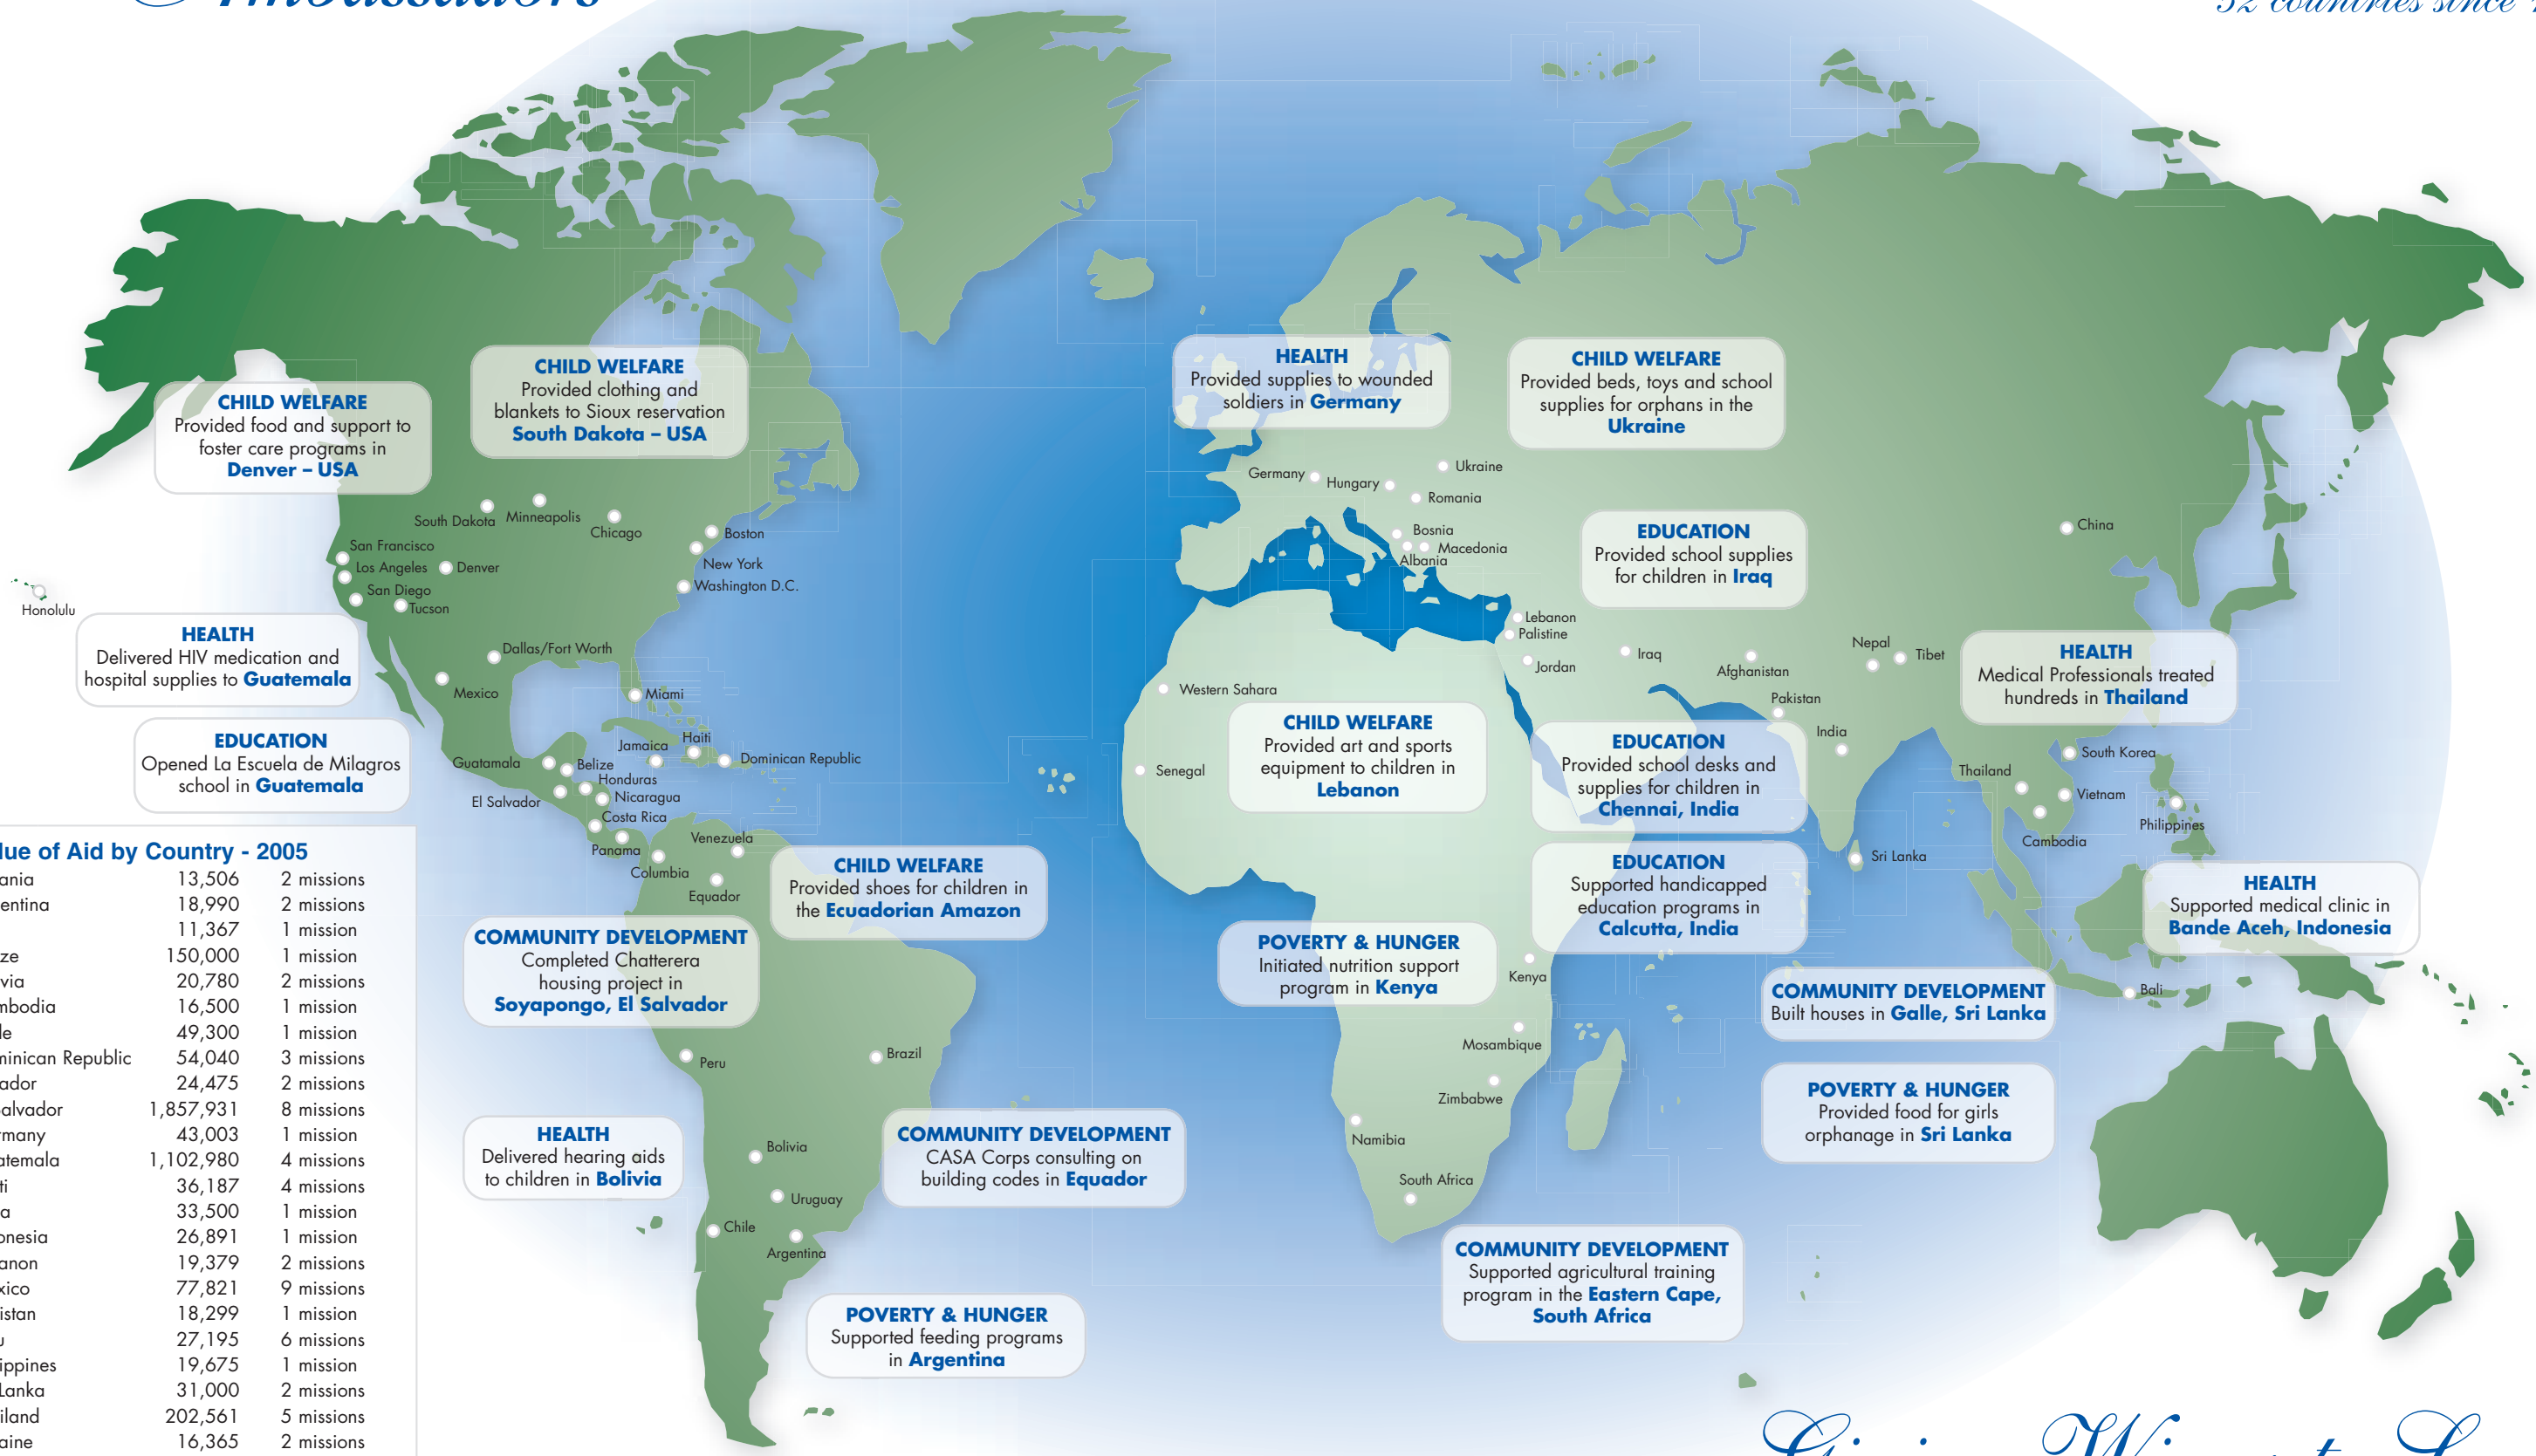 Ambassadors
52 countries since
CHILD WELFARE
Provided food and support to
foster care programs in
Denver – USA
CHILD WELFARE
Provided clothing and
blankets to Sioux reservation
South Dakota – USA
HEALTH
Provided supplies to wounded
soldiers in Germany
CHILD WELFARE
Provided beds, toys and school
supplies for orphans in the
Ukraine
EDUCATION
Provided school supplies
for children in Iraq
HEALTH
Delivered HIV medication and
hospital supplies to Guatemala
EDUCATION
Opened La Escuela de Milagros
school in Guatemala
CHILD WELFARE
Provided art and sports
equipment to children in
Lebanon
EDUCATION
Provided school desks and
supplies for children in
Chennai, India
EDUCATION
Supported handicapped
education programs in
Calcutta, India
HEALTH
Medical Professionals treated
hundreds in Thailand
HEALTH
Supported medical clinic in
Bande Aceh, Indonesia
CHILD WELFARE
Provided shoes for children in
the Ecuadorian Amazon
COMMUNITY DEVELOPMENT
Completed Chatterera
housing project in
Soyapongo, El Salvador
POVERTY & HUNGER
Initiated nutrition support
program in Kenya
COMMUNITY DEVELOPMENT
Built houses in Galle, Sri Lanka
POVERTY & HUNGER
Provided food for girls
orphanage in Sri Lanka
HEALTH
Delivered hearing aids
to children in Bolivia
COMMUNITY DEVELOPMENT
CASA Corps consulting on
building codes in Equador
COMMUNITY DEVELOPMENT
Supported agricultural training
program in the Eastern Cape,
South Africa
POVERTY & HUNGER
Supported feeding programs
in Argentina
South Dakota
Minneapolis
Chicago
Boston
New York
Washington D.C.
San Francisco
Los Angeles
Denver
San Diego
Tucson
Honolulu
Dallas/Fort Worth
Mexico
Miami
Jamaica
Haiti
Dominican Republic
Guatamala
Belize
Honduras
El Salvador
Nicaragua
Costa Rica
Panama
Venezuela
Columbia
Equador
Peru
Brazil
Bolivia
Uruguay
Chile
Argentina
Germany
Hungary
Ukraine
Romania
Bosnia
Macedonia
Albania
Lebanon
Palistine
Jordan
Iraq
Afghanistan
Nepal
Tibet
Pakistan
India
China
Western Sahara
Senegal
Sri Lanka
Thailand
South Korea
Vietnam
Cambodia
Philippines
Bali
Kenya
Mosambique
Zimbabwe
Namibia
South Africa
lue of Aid by Country - 2005
ania 13,506 2 missions
entina 18,990 2 missions
11,367 1 mission
ze 150,000 1 mission
via 20,780 2 missions
mbodia 16,500 1 mission
le 49,300 1 mission
minican Republic 54,040 3 missions
ador 24,475 2 missions
alvador 1,857,931 8 missions
many 43,003 1 mission
atemala 1,102,980 4 missions
ti 36,187 4 missions
a 33,500 1 mission
onesia 26,891 1 mission
anon 19,379 2 missions
xico 77,821 9 missions
istan 18,299 1 mission
u 27,195 6 missions
ippines 19,675 1 mission
Lanka 31,000 2 missions
iland 202,561 5 missions
aine 16,365 2 missions